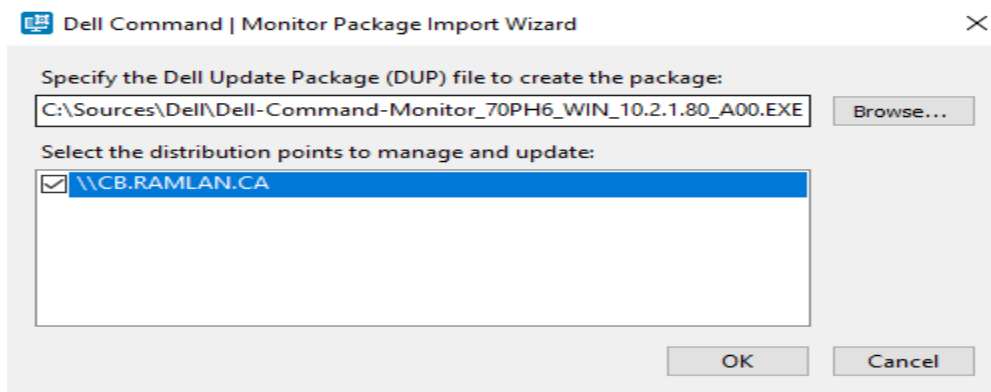 Dell Command | Monitor Package Import Wizard
Specify the Dell Update Package (DUP) file to create the package:
C:\Sources\Dell\Dell-Command-Monitor_70PH6_WIN_10.2.1.80_A00.EXE
Browse...
Select the distribution points to manage and update:
\\CB.RAMLAN.CA
OK
Cancel